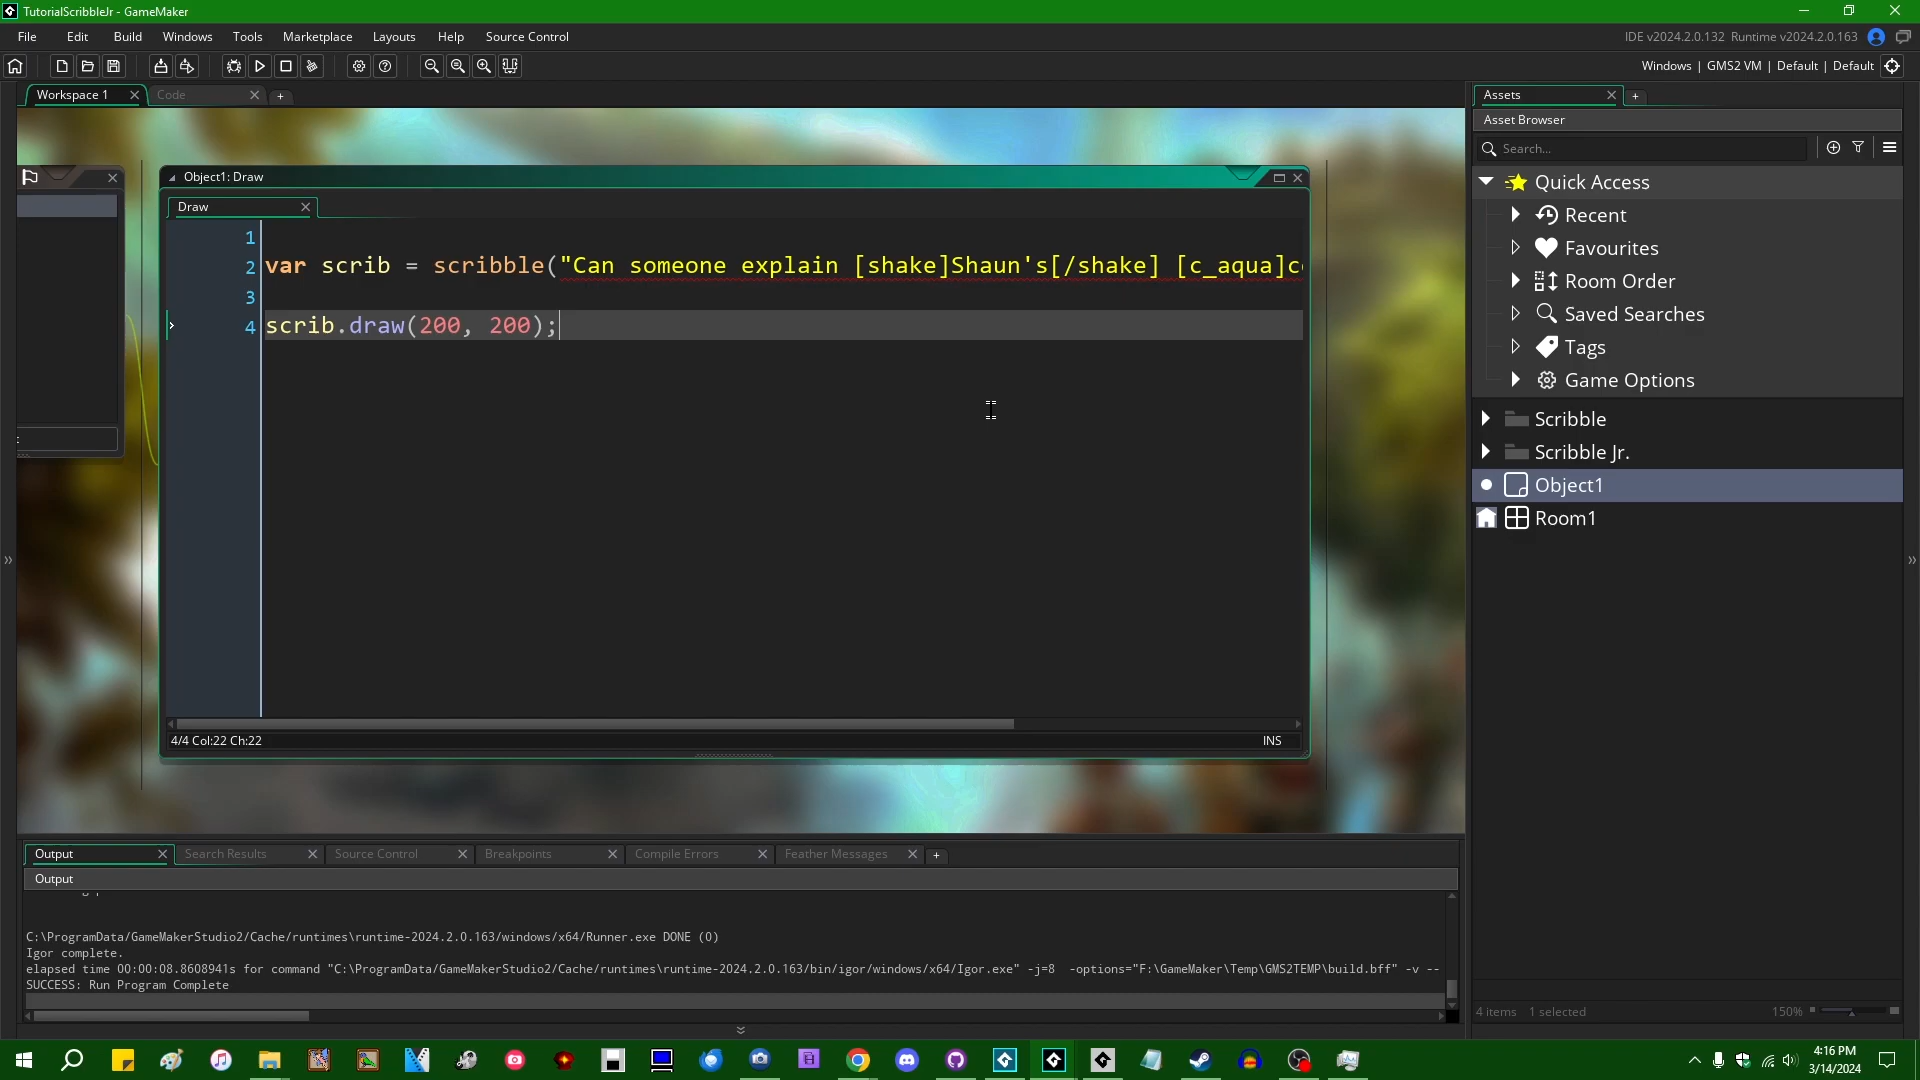 TutorialScribbleJr - GameMaker
File Edit Build Windows Tools Marketplace Layouts Help Source Control
IDE v2024.2.0.132 Runtime v2024.2.0.163
Windows | GMS2 VM | Default | Default
Workspace 1
Code
Object1: Draw
Draw
1
2 var scrib = scribble("Can someone explain [shake]Shaun's[/shake] [c_aqua]c
3
4 scrib.draw(200, 200);
4/4 Col:22 Ch:22
INS
Assets
Asset Browser
Search...
Quick Access
Recent
Favourites
Room Order
Saved Searches
Tags
Game Options
Scribble
Scribble Jr.
Object1
Room1
4 items 1 selected
150%
Output
Search Results
Source Control
Breakpoints
Compile Errors
Feather Messages
Output
C:\ProgramData/GameMakerStudio2/Cache/runtimes\runtime-2024.2.0.163/windows/x64/Runner.exe DONE (0)
Igor complete.
elapsed time 00:00:08.8608941s for command "C:\ProgramData/GameMakerStudio2/Cache/runtimes\runtime-2024.2.0.163/bin/igor/windows/x64/Igor.exe" -j=8 -options="F:\GameMaker\Temp\GMS2TEMP\build.bff" -v --
SUCCESS: Run Program Complete
4:16 PM
3/14/2024